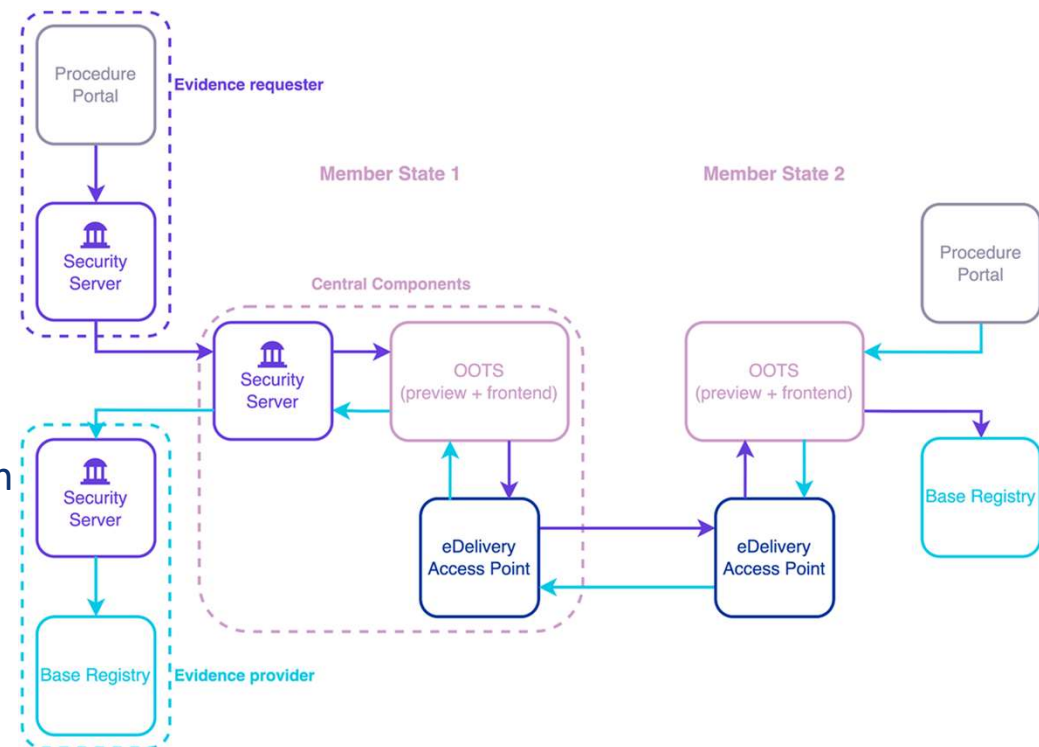 Procedure
Portal
Evidence requester
Security
Server
Member State 1
Member State 2
Procedure
Portal
Central Components
Security
Server
OOTS
(preview + frontend)
OOTS
(preview + frontend)
n
Security
Server
eDelivery
Access Point
eDelivery
Access Point
Base Registry
Base Registry
Evidence provider